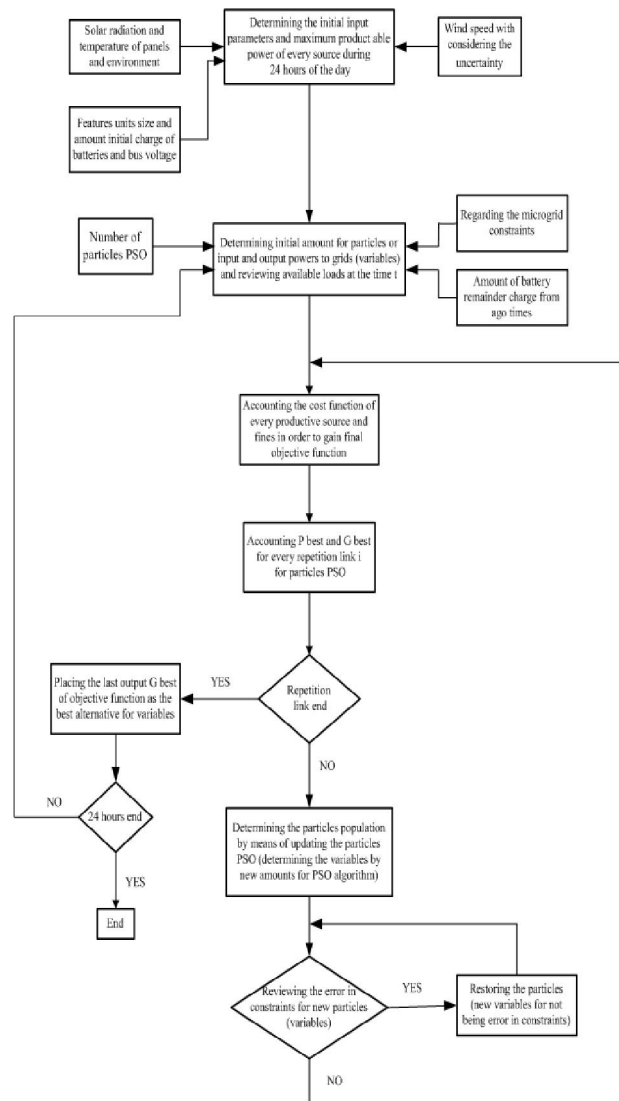 Solar radiation and
temperature of panels
and environment
Determining the initial input
parameters and maximum product able
power of every source during
24 hours of the day
Wind speed with
considering the
uncertainty
Features units size and
amount initial charge of
batteries and bus voltage
Number of
particles PSO
Determining initial amount for particles or
input and output powers to grids (variables)
and reviewing available loads at the time t
Regarding the microgrid
constraints
Amount of battery
remainder charge from
ago times
Accounting the cost function of
every productive source and
fines in order to gain final
objective function
Accounting P best and G best
for every repetition link i
for particles PSO
Placing the last output G best
of objective function as the
best alternative for variables
YES
Repetition
link end
NO
NO
24 hours end
YES
End
Determining the particles population
by means of updating the particles
PSO (determining the variables by
new amounts for PSO algorithm)
Reviewing the error in
constraints for new particles
(variables)
YES
Restoring the particles
(new variables for not
being error in constraints)
NO